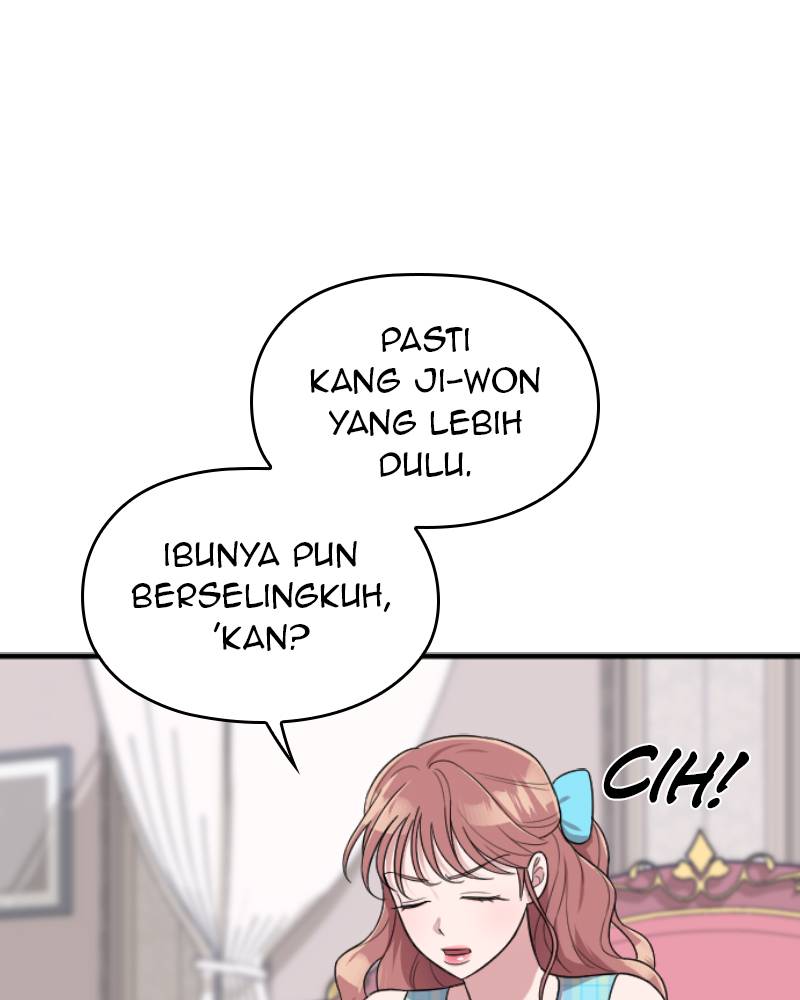 PASTI
KANG JI-WON
YANG LEBIH
DULU.
IBUNYA PUN
BERSELINGKUH,
'KAN?
CIH!